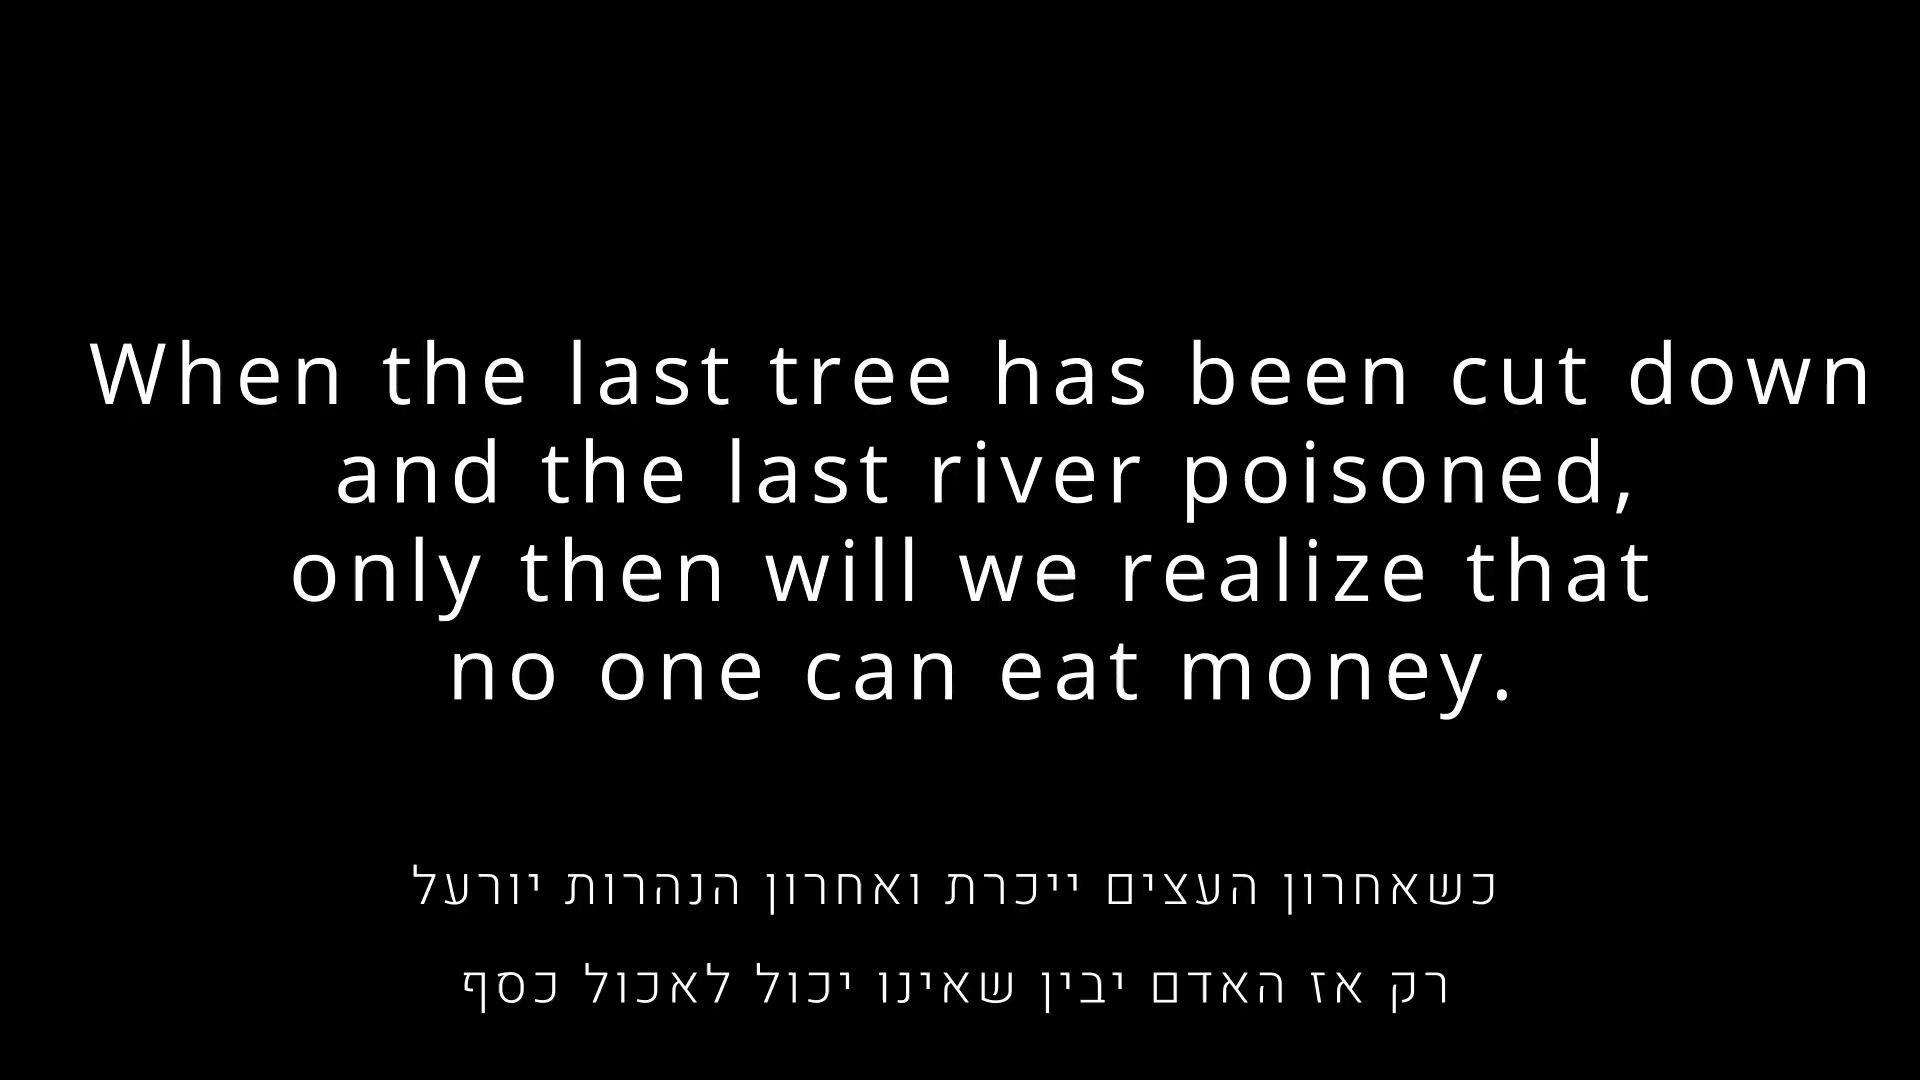 When the last tree has been cut down
and the last river poisoned,
only then will we realize that
no one can eat money.
כשאחרון העצים ייכרת ואחרון הנהרות יורעל
רק אז האדם יבין שאינו יכול לאכול כסף